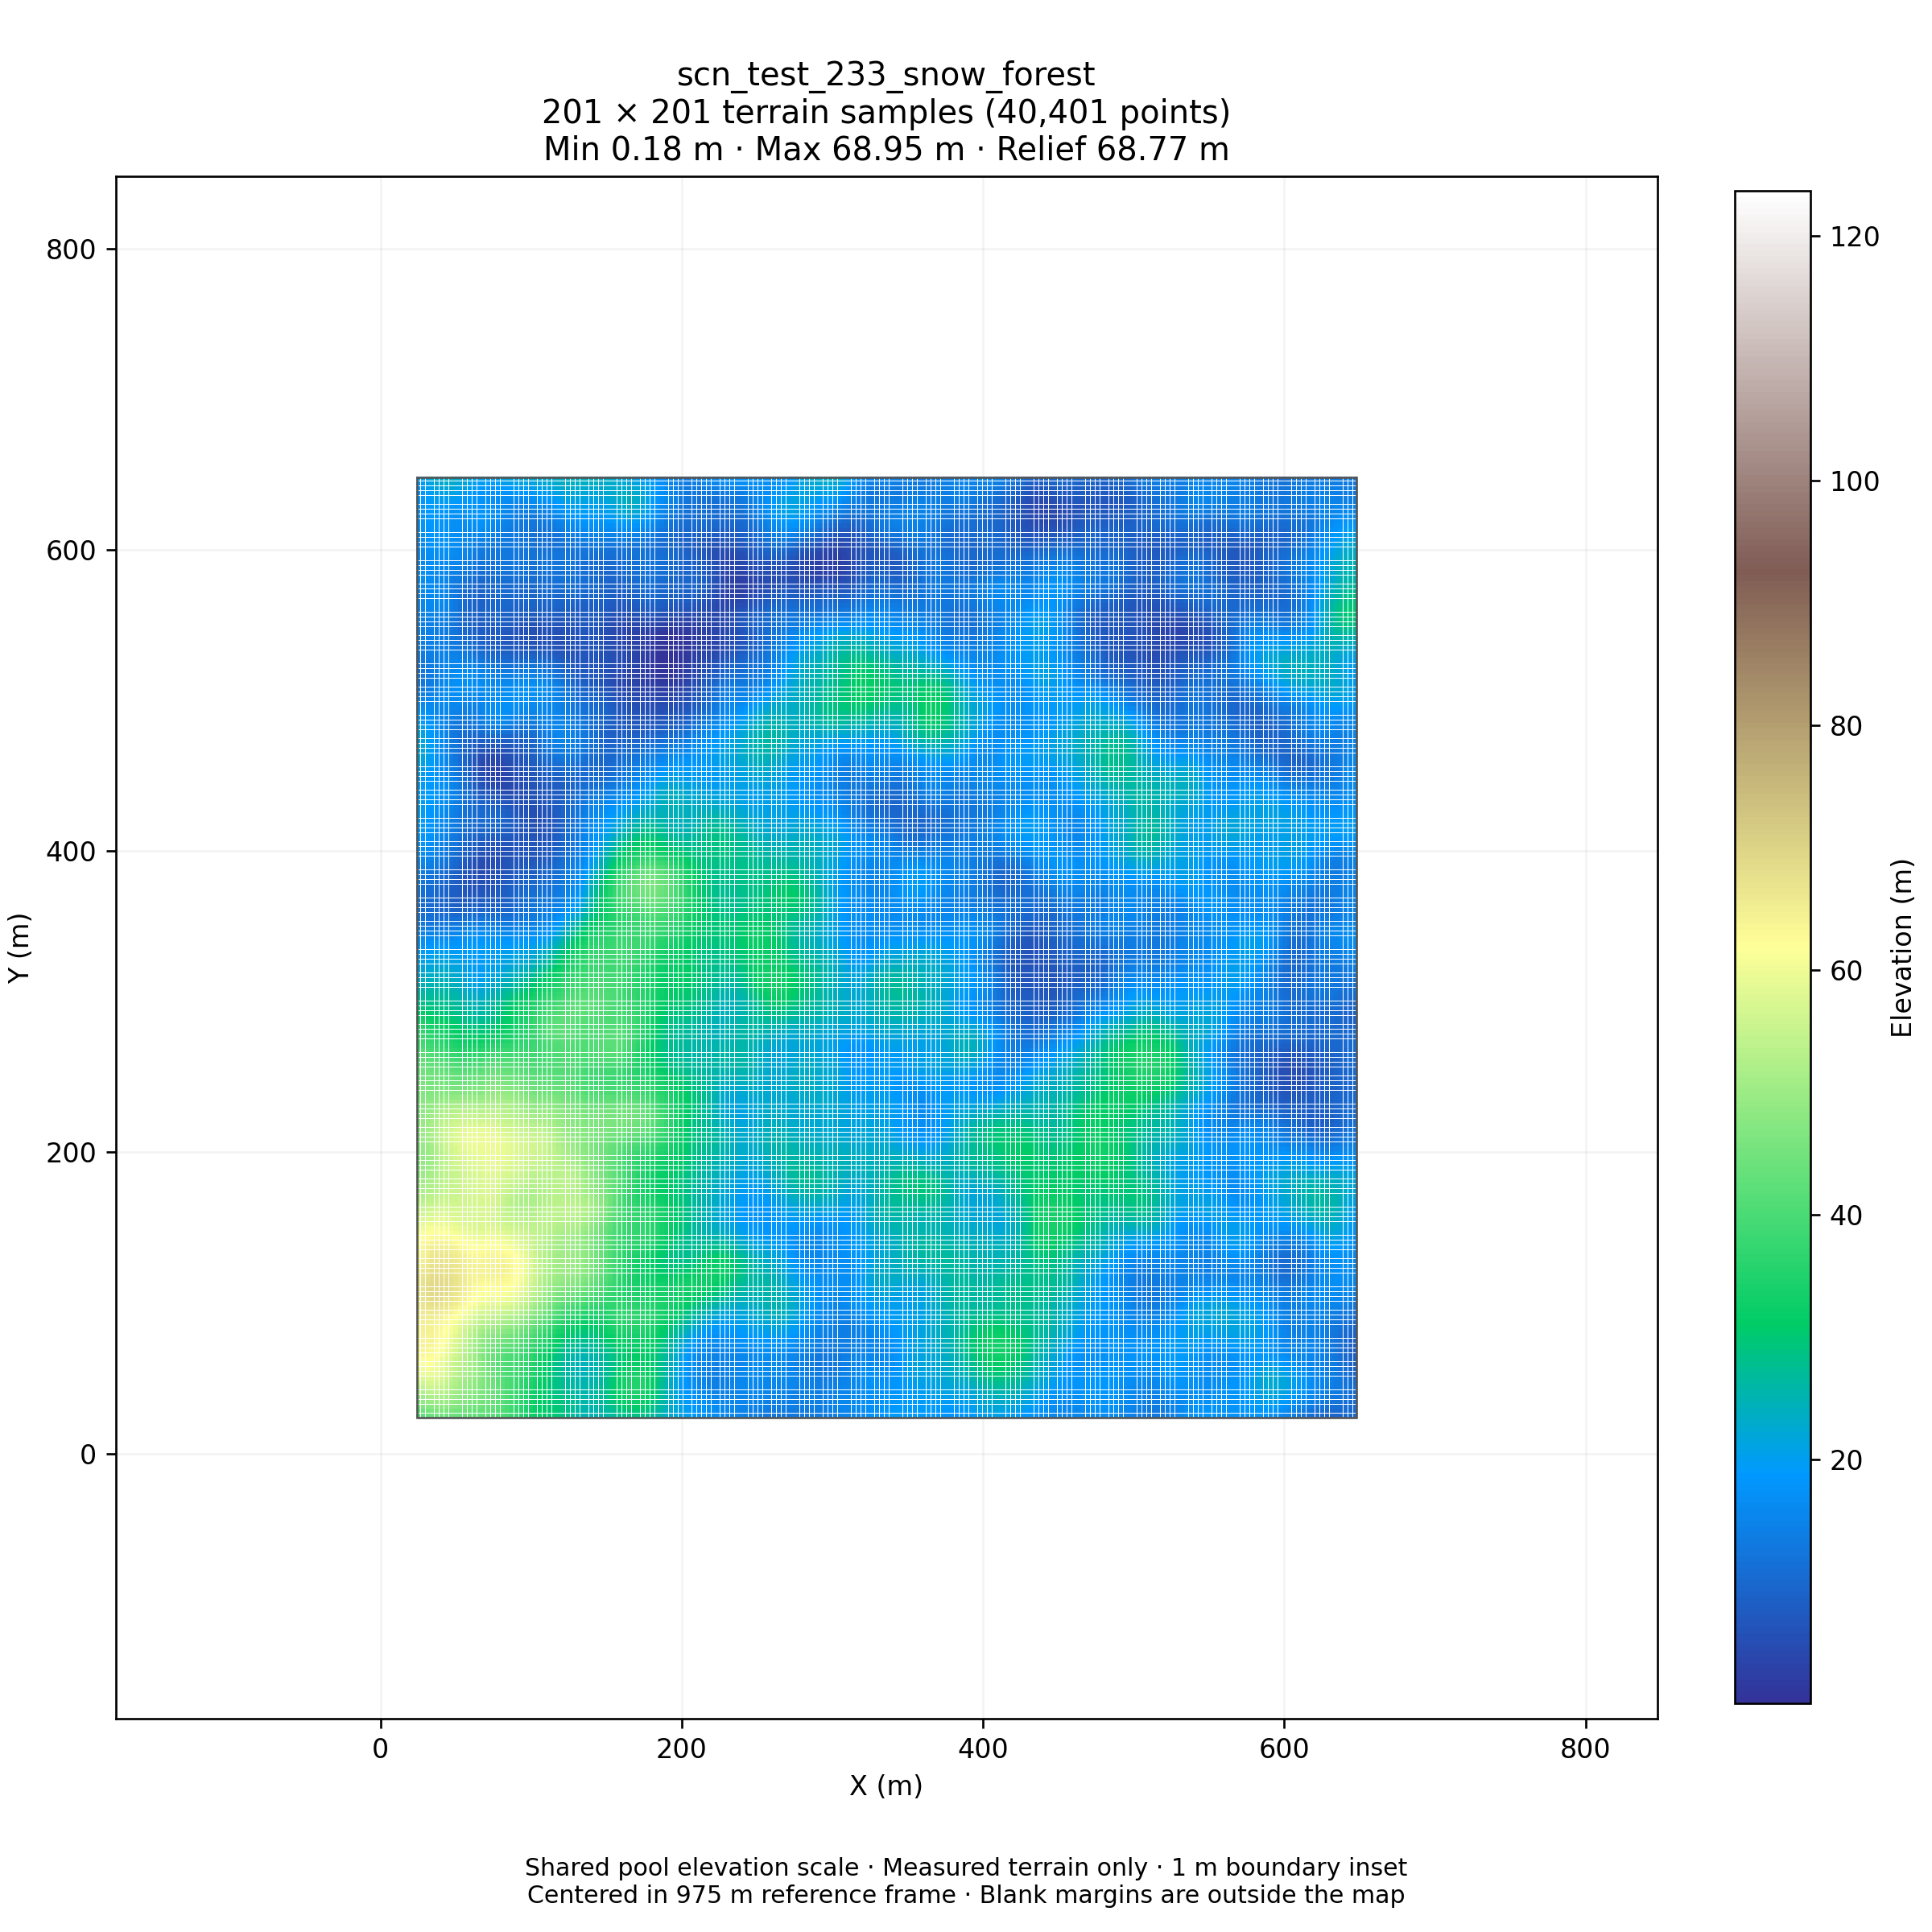 scn_test_233_snow_forest
201 × 201 terrain samples (40,401 points)
Min 0.18 m · Max 68.95 m · Relief 68.77 m
800
600
400
200
0
Y (m)
0
200
400
600
800
X (m)
120
100
80
60
40
20
Elevation (m)
Shared pool elevation scale · Measured terrain only · 1 m boundary inset
Centered in 975 m reference frame · Blank margins are outside the map